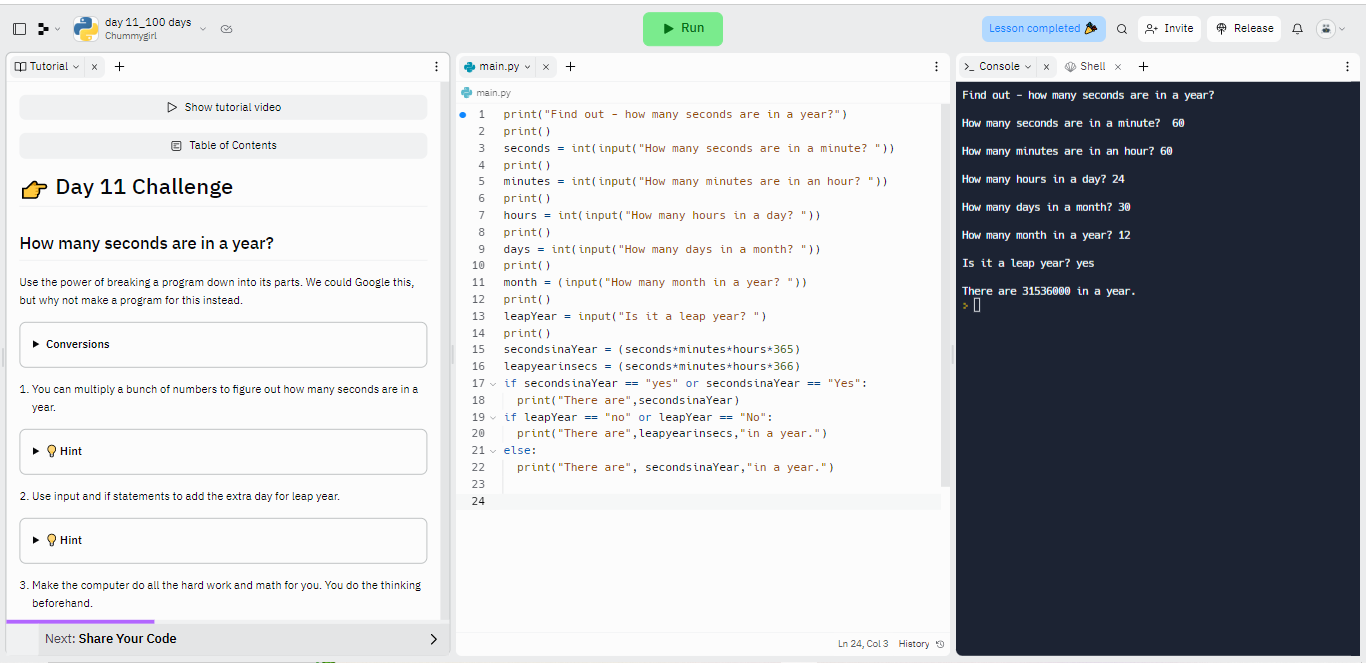 day 11_100 days
Chummygirl
Run
Lesson completed
Invite
Release
Tutorial
Show tutorial video
Table of Contents
Day 11 Challenge
How many seconds are in a year?
Use the power of breaking a program down into its parts. We could Google this,
but why not make a program for this instead.
Conversions
1. You can multiply a bunch of numbers to figure out how many seconds are in a
year.
Hint
2. Use input and if statements to add the extra day for leap year.
Hint
3. Make the computer do all the hard work and math for you. You do the thinking
beforehand.
Next: Share Your Code
main.py
main.py
1 print("Find out - how many seconds are in a year?")
2 print()
3 seconds = int(input("How many seconds are in a minute? "))
4 print()
5 minutes = int(input("How many minutes are in an hour? "))
6 print()
7 hours = int(input("How many hours in a day? "))
8 print()
9 days = int(input("How many days in a month? "))
10 print()
11 month = (input("How many month in a year? "))
12 print()
13 leapYear = input("Is it a leap year? ")
14 print()
15 secondsinaYear = (seconds*minutes*hours*365)
16 leapyearinsecs = (seconds*minutes*hours*366)
17 if secondsinaYear == "yes" or secondsinaYear == "Yes":
18 print("There are",secondsinaYear)
19 if leapYear == "no" or leapYear == "No":
20 print("There are",leapyearinsecs,"in a year.")
21 else:
22 print("There are", secondsinaYear,"in a year.")
23
24
Ln 24, Col 3 History
>_ Console
Shell
Find out - how many seconds are in a year?
How many seconds are in a minute?  60
How many minutes are in an hour? 60
How many hours in a day? 24
How many days in a month? 30
How many month in a year? 12
Is it a leap year? yes
There are 31536000 in a year.
>